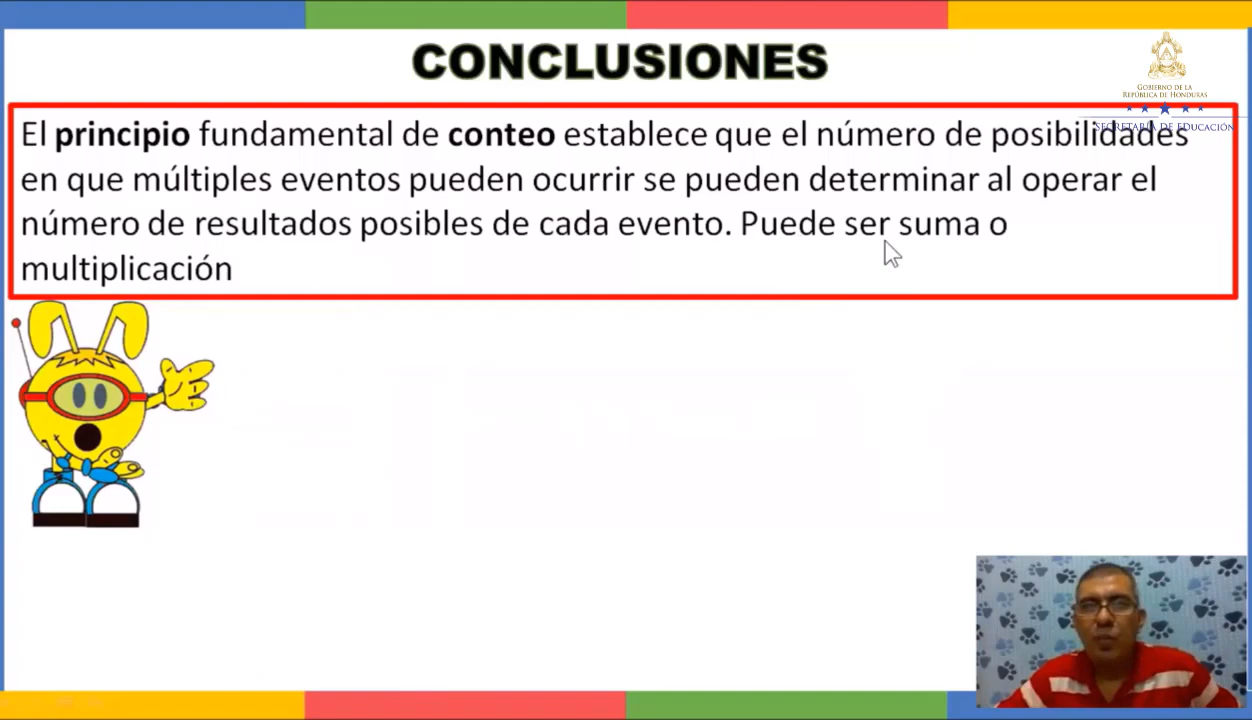 CONCLUSIONES
GOBIERNO DE LA
REPÚBLICA DE HONDURAS
SECRETARÍA DE EDUCACIÓN
El principio fundamental de conteo establece que el número de posibilidades
en que múltiples eventos pueden ocurrir se pueden determinar al operar el
número de resultados posibles de cada evento. Puede ser suma o
multiplicación